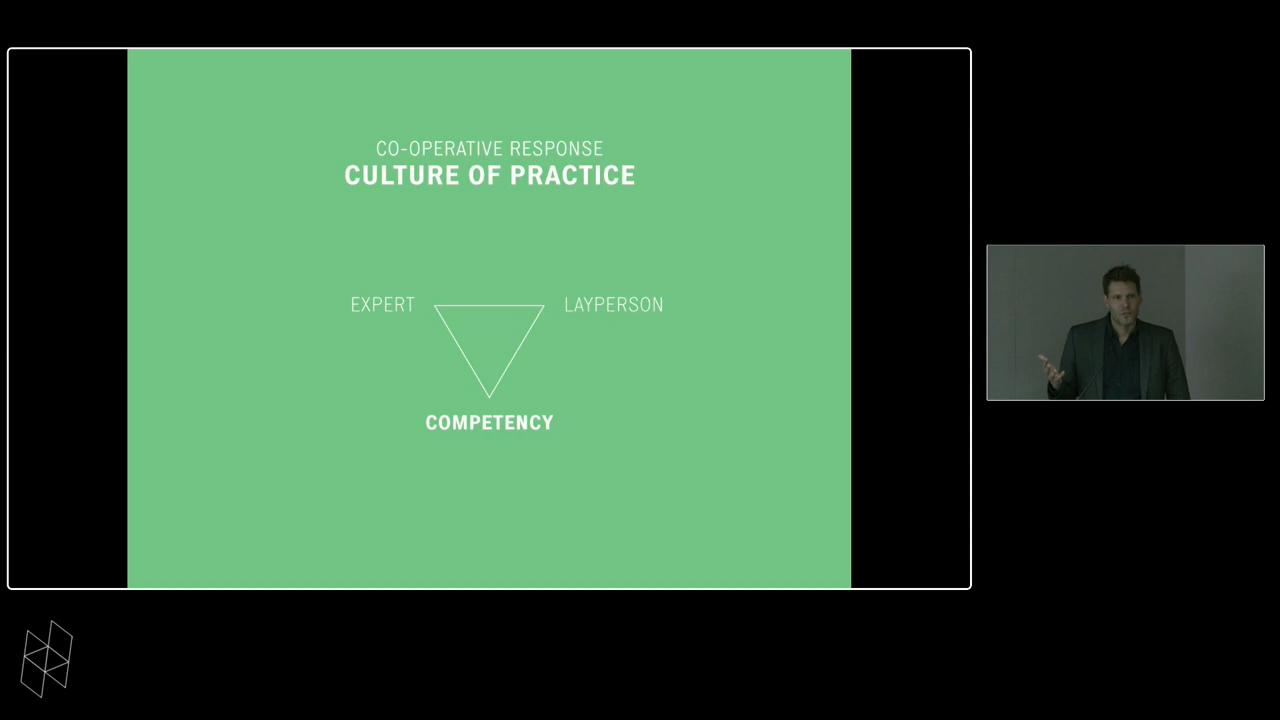 CO-OPERATIVE RESPONSE
CULTURE OF PRACTICE
EXPERT
LAYPERSON
COMPETENCY